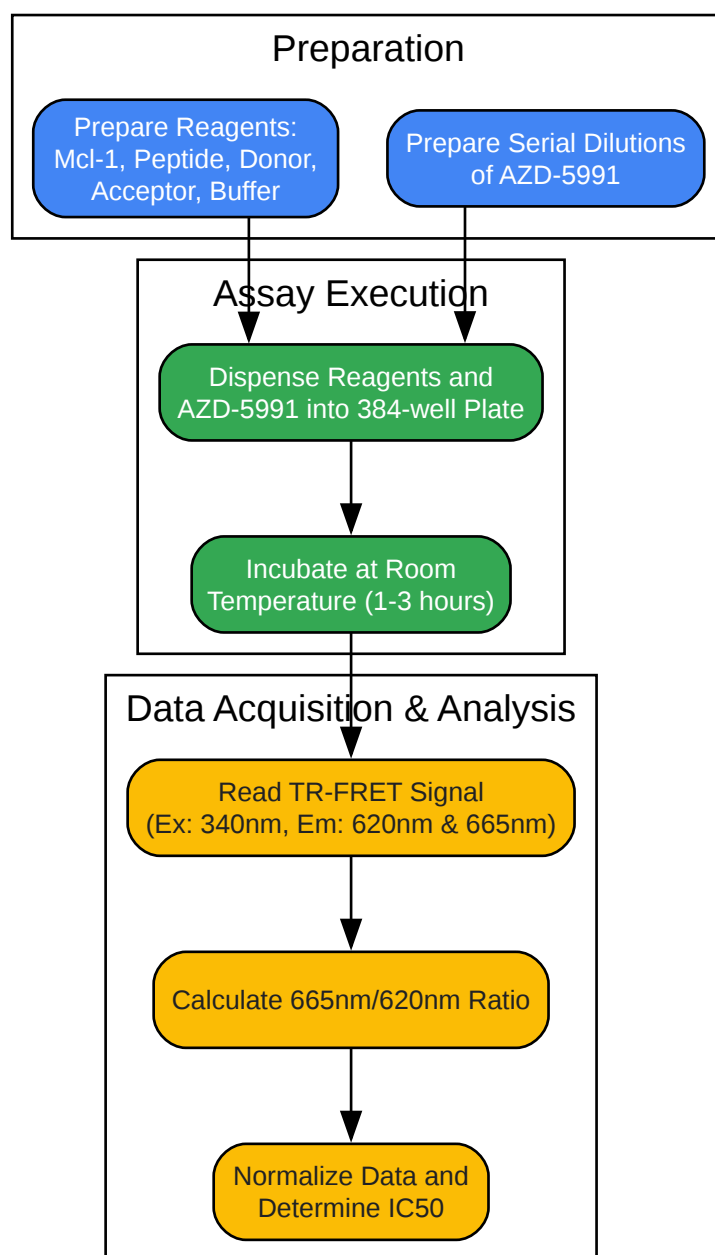 Preparation
Prepare Reagents:
Mcl-1, Peptide, Donor,
Acceptor, Buffer
Prepare Serial Dilutions
of AZD-5991
Assay Execution
Dispense Reagents and
AZD-5991 into 384-well Plate
Incubate at Room
Temperature (1-3 hours)
Data Acquisition & Analysis
Read TR-FRET Signal
(Ex: 340nm, Em: 620nm & 665nm)
Calculate 665nm/620nm Ratio
Normalize Data and
Determine IC50